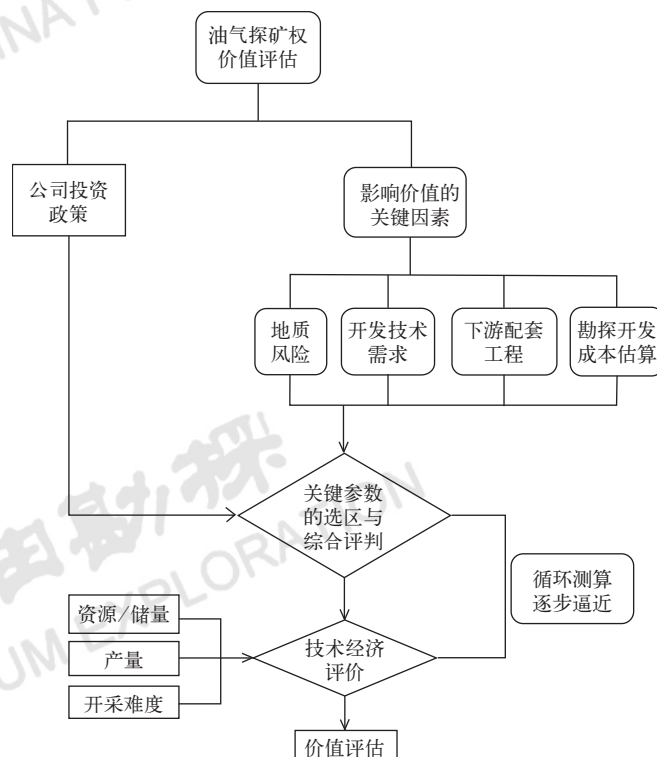 油气探矿权
价值评估
公司投资
政策
影响价值的
关键因素
地质
风险
开发技术
需求
下游配套
工程
勘探开发
成本估算
关键参数
的选区与
综合评判
循环测算
逐步逼近
资源/储量
产量
开采难度
技术经济
评价
价值评估